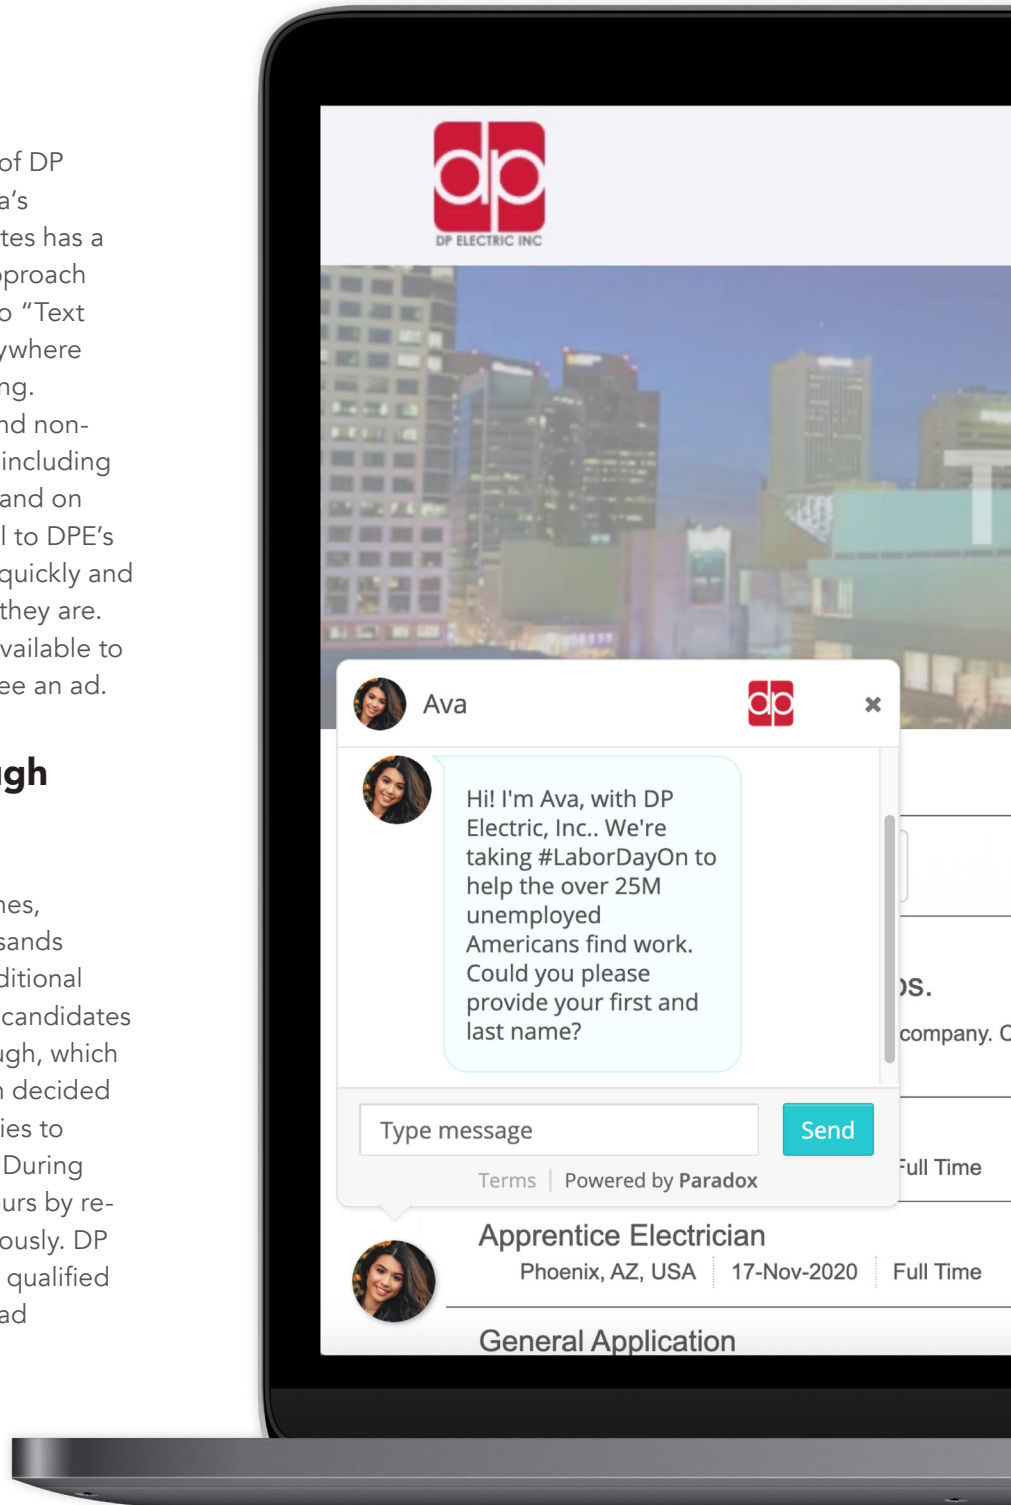 of DP
a's
tes has a
proach
o “Text
ywhere
ng.
nd non-
including
and on
l to DPE's
quickly and
they are.
vailable to
ee an ad.
gh
nes,
sands
ditional
candidates
ugh, which
n decided
ies to
During
urs by re-
ously. DP
qualified
ad
dp
DP ELECTRIC INC
T
Ava
dp
×
Hi! I'm Ava, with DP
Electric, Inc.. We're
taking #LaborDayOn to
help the over 25M
unemployed
Americans find work.
Could you please
provide your first and
last name?
Type message
Send
Terms | Powered by Paradox
s.
company. C
Full Time
Apprentice Electrician
Phoenix, AZ, USA 17-Nov-2020 Full Time
General Application